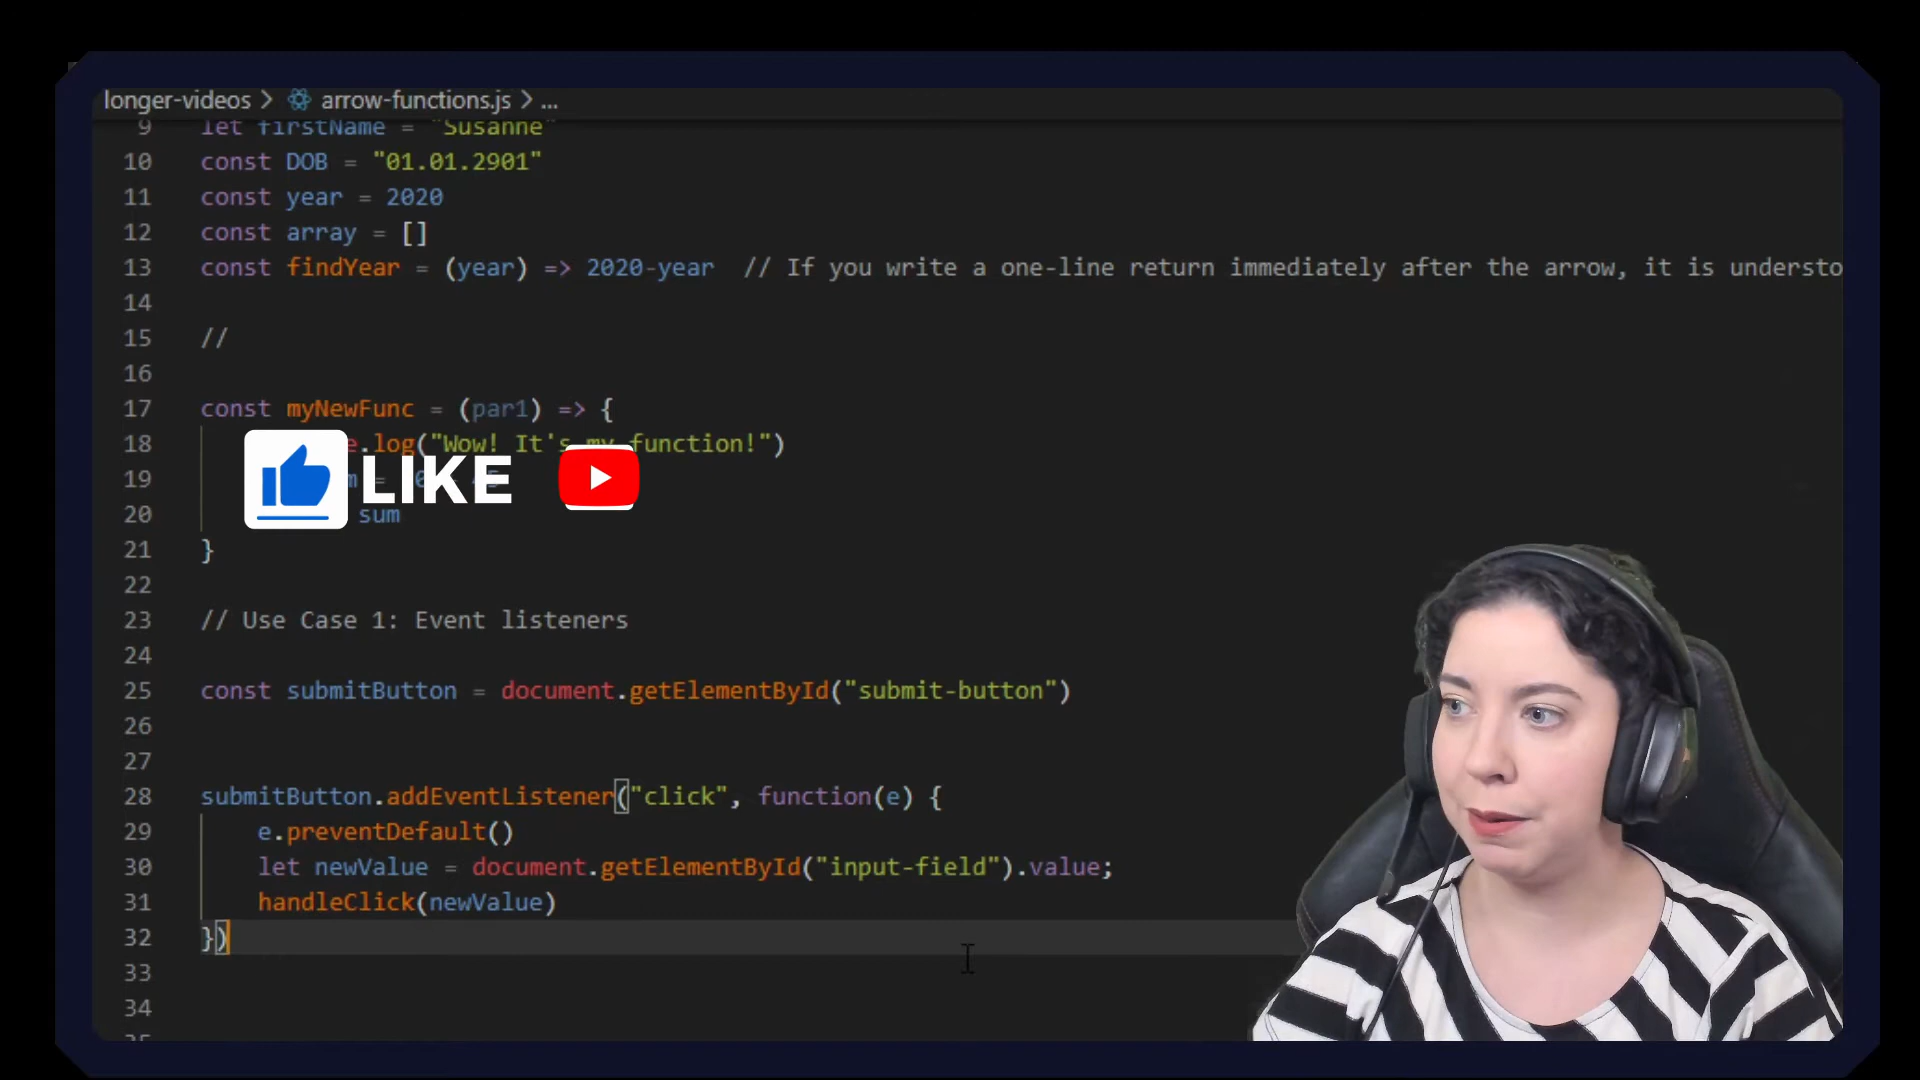 longer-videos > arrow-functions.js > ...
9 let firstName = "Susanne"
10 const DOB = "01.01.2901"
11 const year = 2020
12 const array = []
13 const findYear = (year) => 2020-year // If you write a one-line return immediately after the arrow, it is understo
14
15 //
16
17 const myNewFunc = (par1) => {
18 e.log("Wow! It's my function!")
19 m =
LIKE
20 sum
21 }
22
23 // Use Case 1: Event listeners
24
25 const submitButton = document.getElementById("submit-button")
26
27
28 submitButton.addEventListener("click", function(e) {
29 e.preventDefault()
30 let newValue = document.getElementById("input-field").value;
31 handleClick(newValue)
32 })
33
34